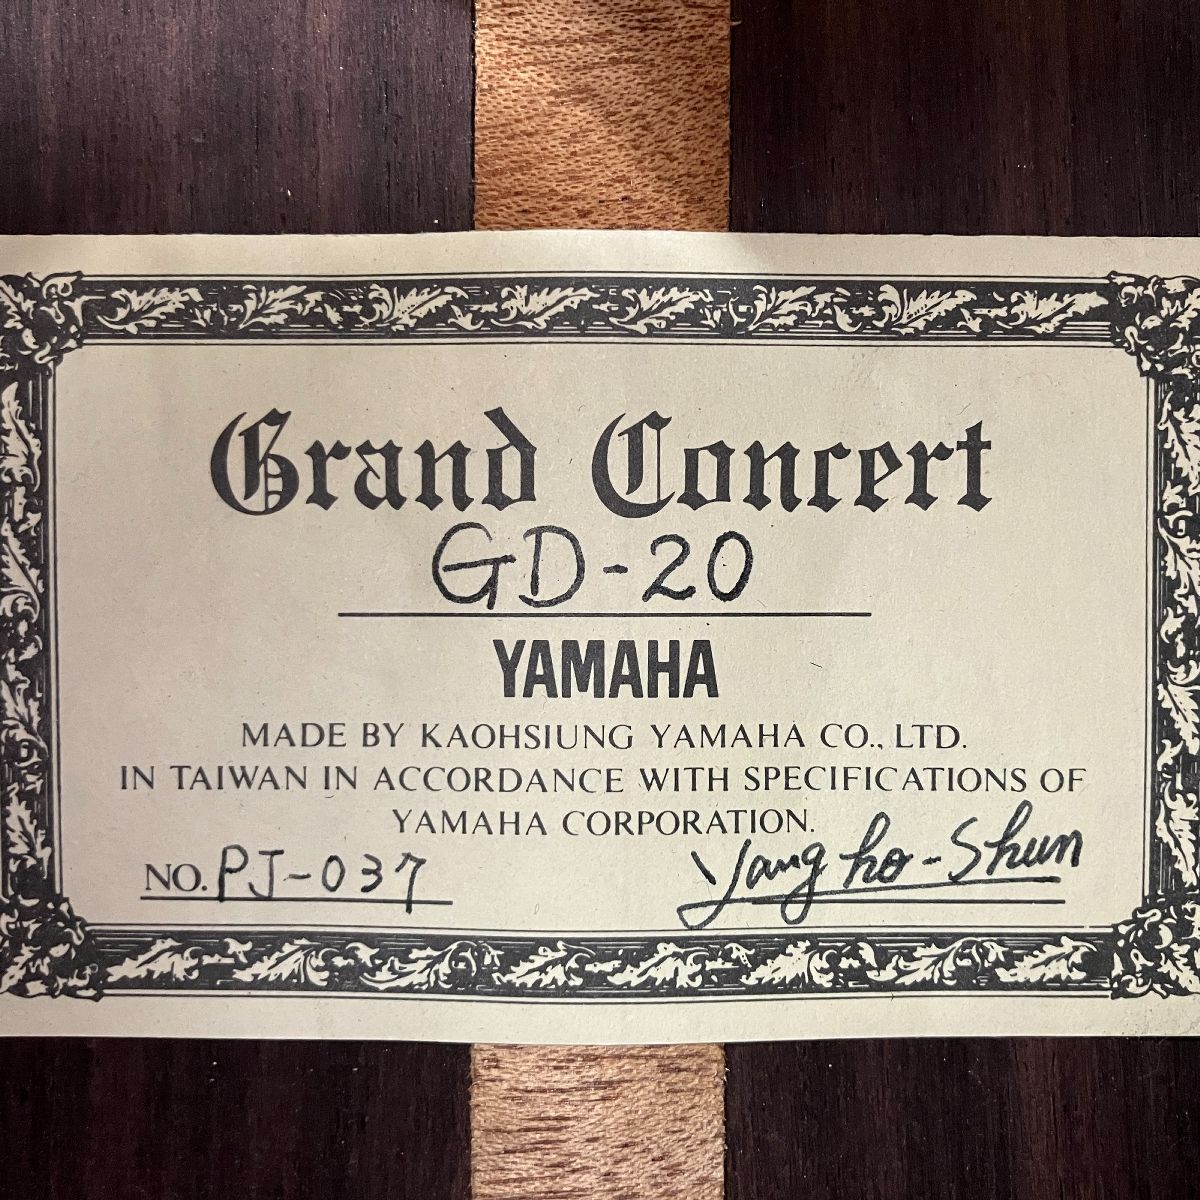 Grand Concert
GD-20
YAMAHA
MADE BY KAOHSIUNG YAMAHA CO., LTD.
IN TAIWAN IN ACCORDANCE WITH SPECIFICATIONS OF
YAMAHA CORPORATION.
NO. PJ-037 Yang ho-Shun